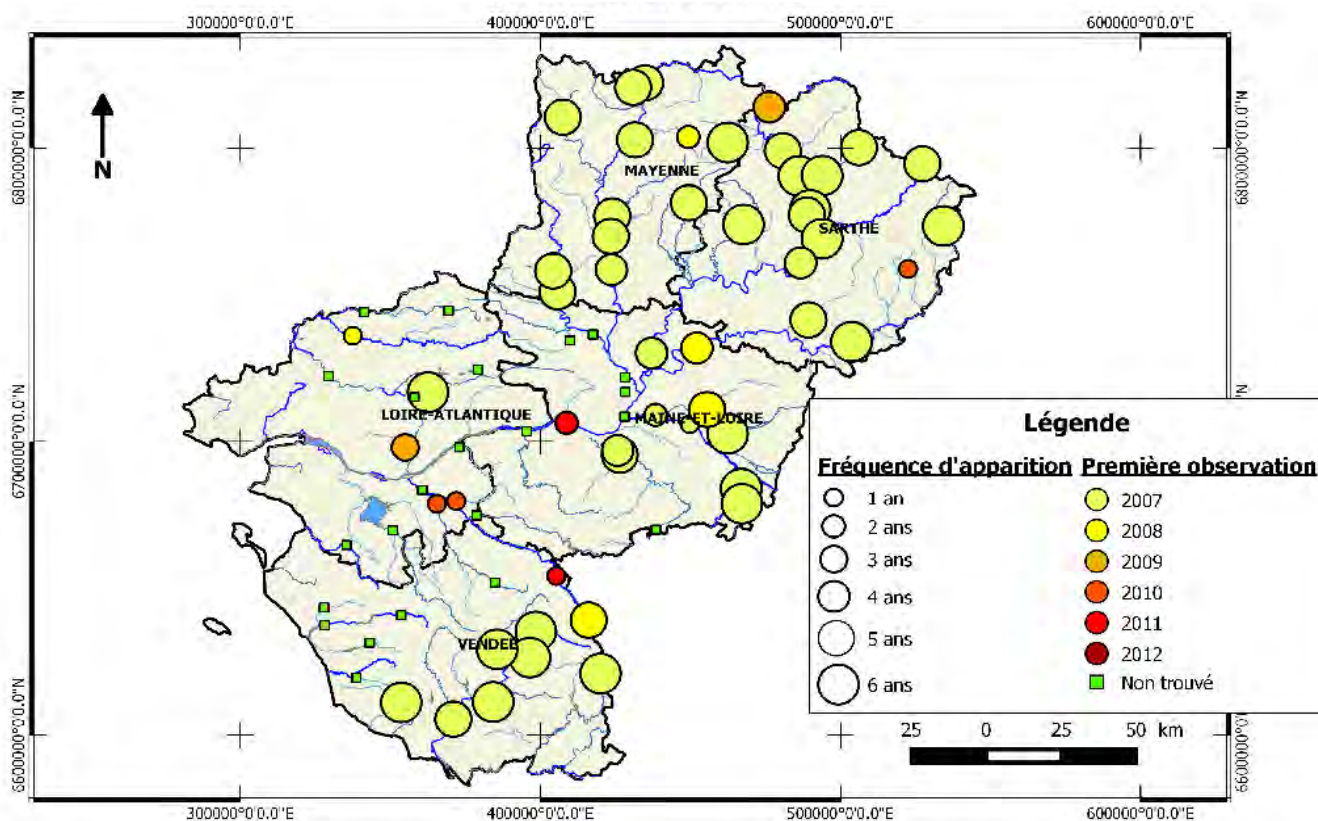 300000°0'0.0"E 400000°0'0.0"E 500000°0'0.0"E 600000°0'0.0"E
6800000°0'0.0"N
6800000°0'0.0"N
N
MAYENNE
SARTHE
LOIRE-ATLANTIQUE
MAINE-ET-LOIRE
VENDEE
6700000°0'0.0"N
"N
6600000°0'0.0"N
6600000°0'0.0"N
Légende
Fréquence d'apparition Première observation
1 an 2007
2 ans 2008
3 ans 2009
4 ans 2010
5 ans 2011
6 ans 2012
Non trouvé
25 0 25 50 km
300000°0'0.0"E 400000°0'0.0"E 500000°0'0.0"E 600000°0'0.0"E